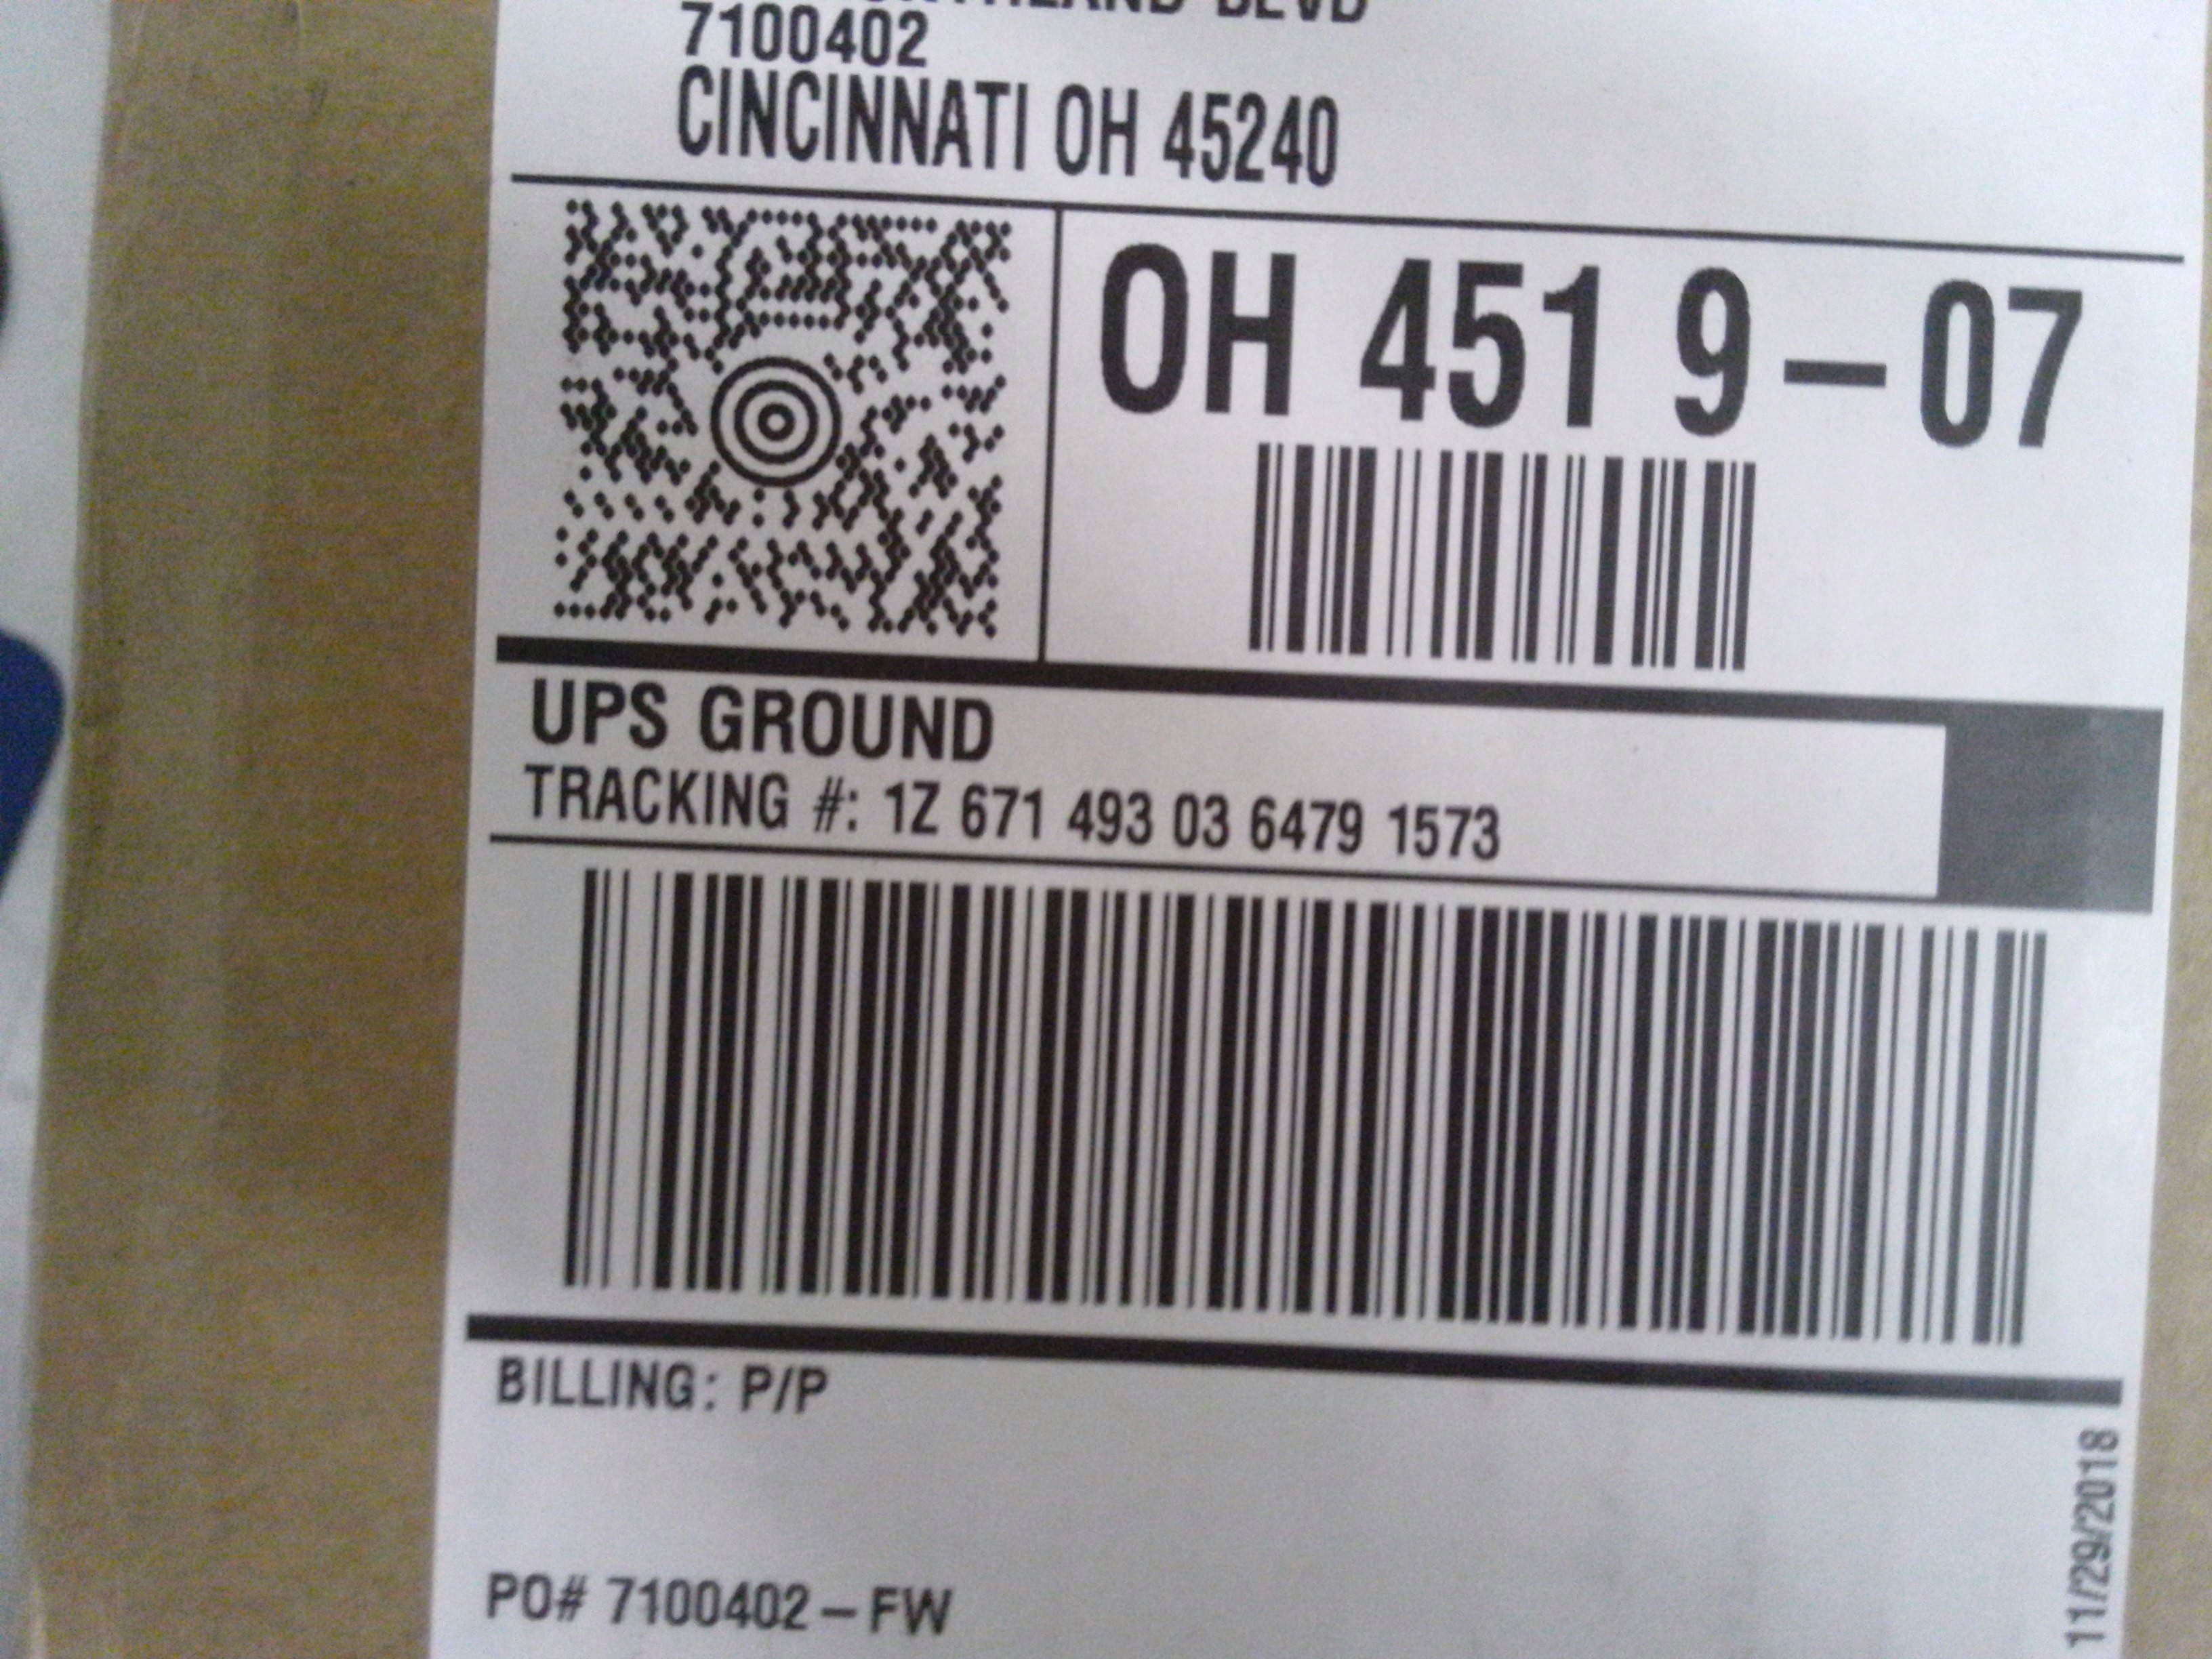 BLVD
7100402
CINCINNATI OH 45240
OH 451 9-07
UPS GROUND
TRACKING #: 1Z 671 493 03 6479 1573
BILLING: P/P
PO# 7100402-FW
11/29/2018